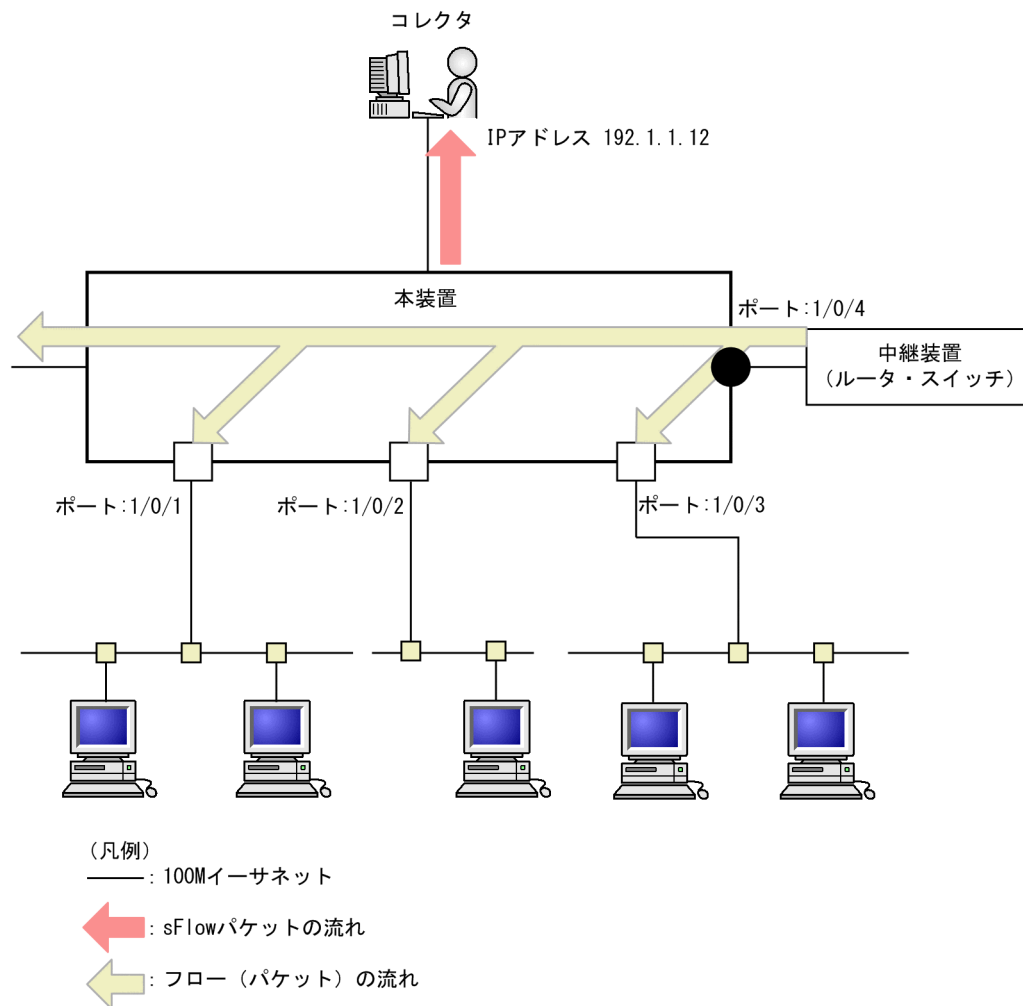 コレクタ
IPアドレス 192.1.1.12
本装置
ポート:1/0/4
中継装置
(ルータ・スイッチ)
ポート:1/0/1
ポート:1/0/2
ポート:1/0/3
(凡例)
: 100Mイーサネット
: sFlowパケットの流れ
: フロー(パケット)の流れ